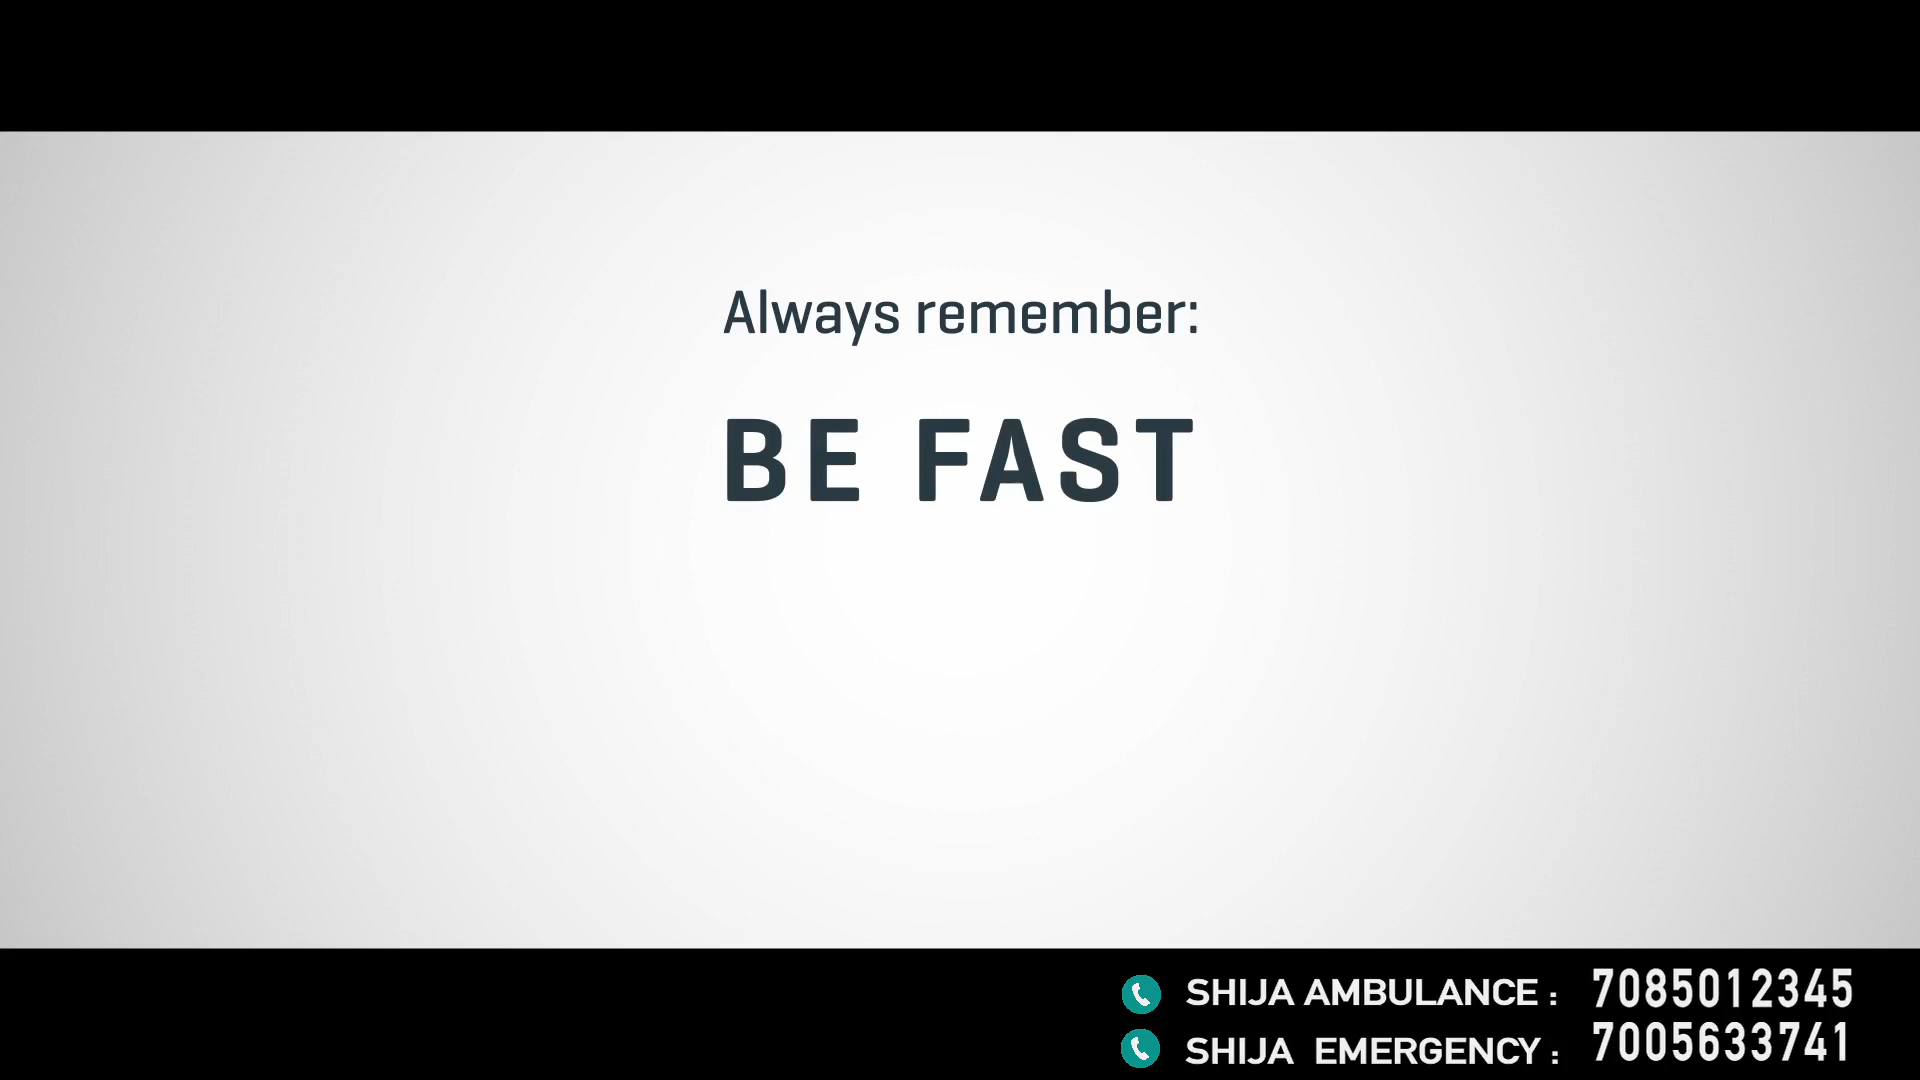 Always remember:
BE FAST
SHIJA AMBULANCE : 7085012345
SHIJA EMERGENCY : 7005633741